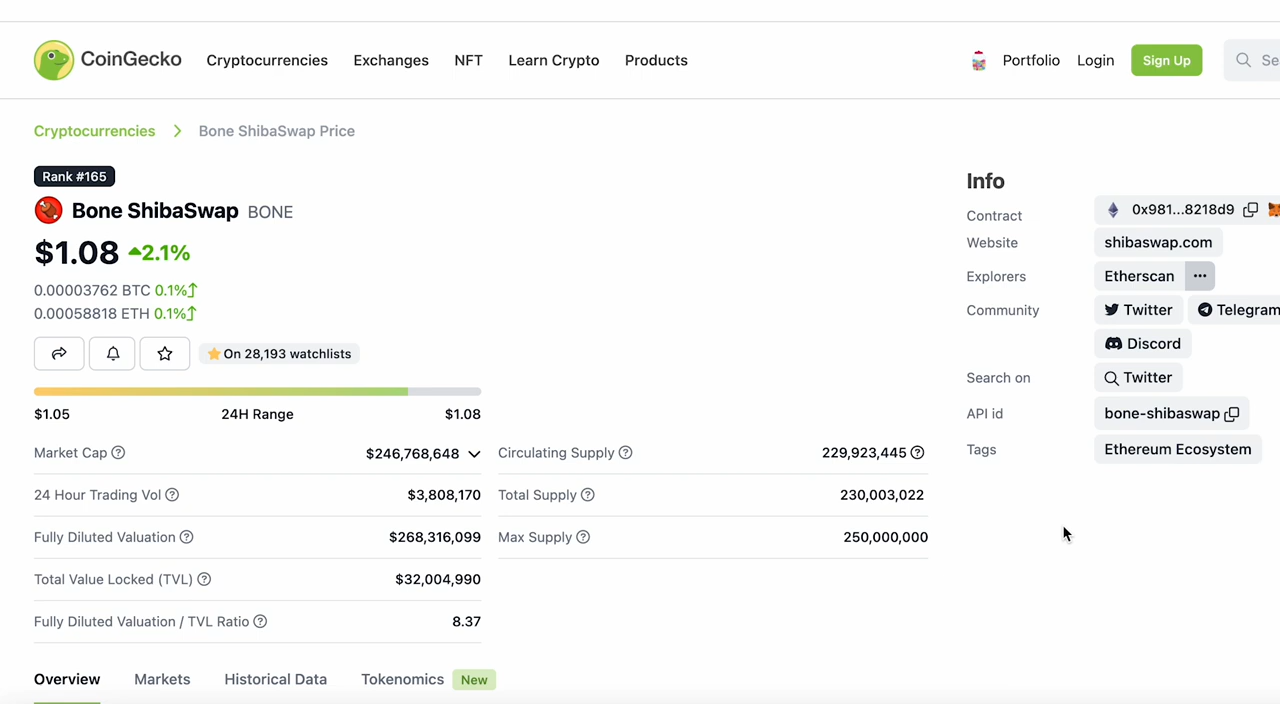 CoinGecko Cryptocurrencies Exchanges NFT Learn Crypto Products Portfolio Login Sign Up Se
Cryptocurrencies Bone ShibaSwap Price
Rank #165
Bone ShibaSwap BONE
$1.08 2.1%
0.00003762 BTC 0.1%
0.00058818 ETH 0.1%
On 28,193 watchlists
$1.05 24H Range $1.08
Market Cap $246,768,648
24 Hour Trading Vol $3,808,170
Fully Diluted Valuation $268,316,099
Total Value Locked (TVL) $32,004,990
Fully Diluted Valuation / TVL Ratio 8.37
Circulating Supply 229,923,445
Total Supply 230,003,022
Max Supply 250,000,000
Info
Contract 0x981...8218d9
Website shibaswap.com
Explorers Etherscan ...
Community Twitter Telegram
Discord
Search on Twitter
API id bone-shibaswap
Tags Ethereum Ecosystem
Overview Markets Historical Data Tokenomics New